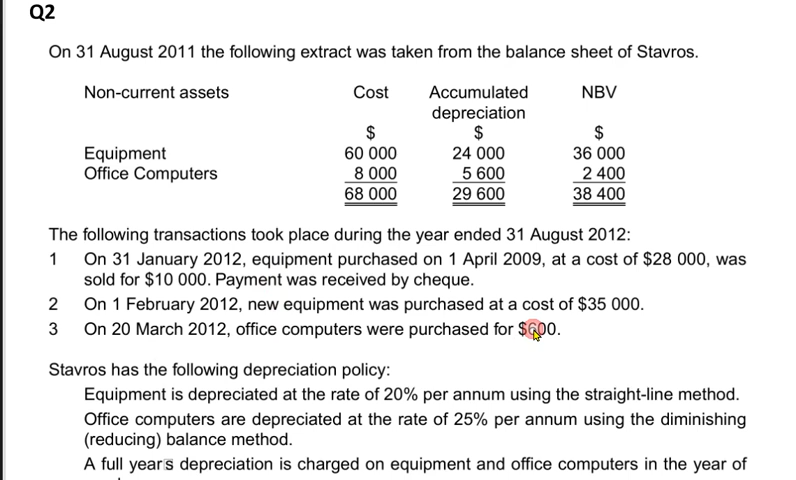 Q2
On 31 August 2011 the following extract was taken from the balance sheet of Stavros.
Non-current assets Cost Accumulated NBV
depreciation
$ $ $
Equipment 60 000 24 000 36 000
Office Computers 8 000 5 600 2 400
68 000 29 600 38 400
The following transactions took place during the year ended 31 August 2012:
1 On 31 January 2012, equipment purchased on 1 April 2009, at a cost of $28 000, was
sold for $10 000. Payment was received by cheque.
2 On 1 February 2012, new equipment was purchased at a cost of $35 000.
3 On 20 March 2012, office computers were purchased for $600.
Stavros has the following depreciation policy:
Equipment is depreciated at the rate of 20% per annum using the straight-line method.
Office computers are depreciated at the rate of 25% per annum using the diminishing
(reducing) balance method.
A full years depreciation is charged on equipment and office computers in the year of